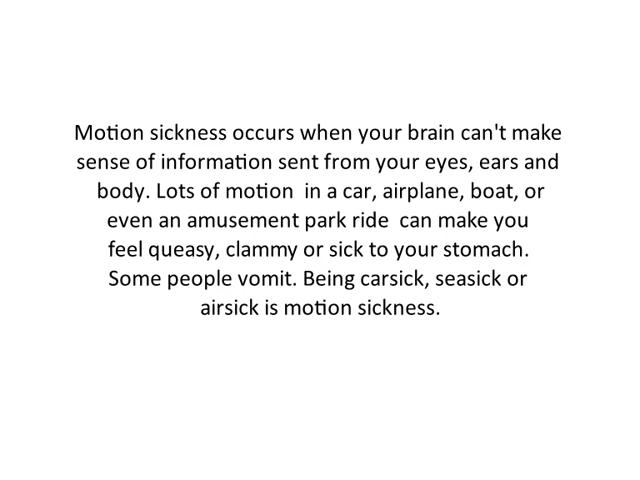 Motion sickness occurs when your brain can't make
sense of information sent from your eyes, ears and
body. Lots of motion  in a car, airplane, boat, or
even an amusement park ride  can make you
feel queasy, clammy or sick to your stomach.
Some people vomit. Being carsick, seasick or
airsick is motion sickness.